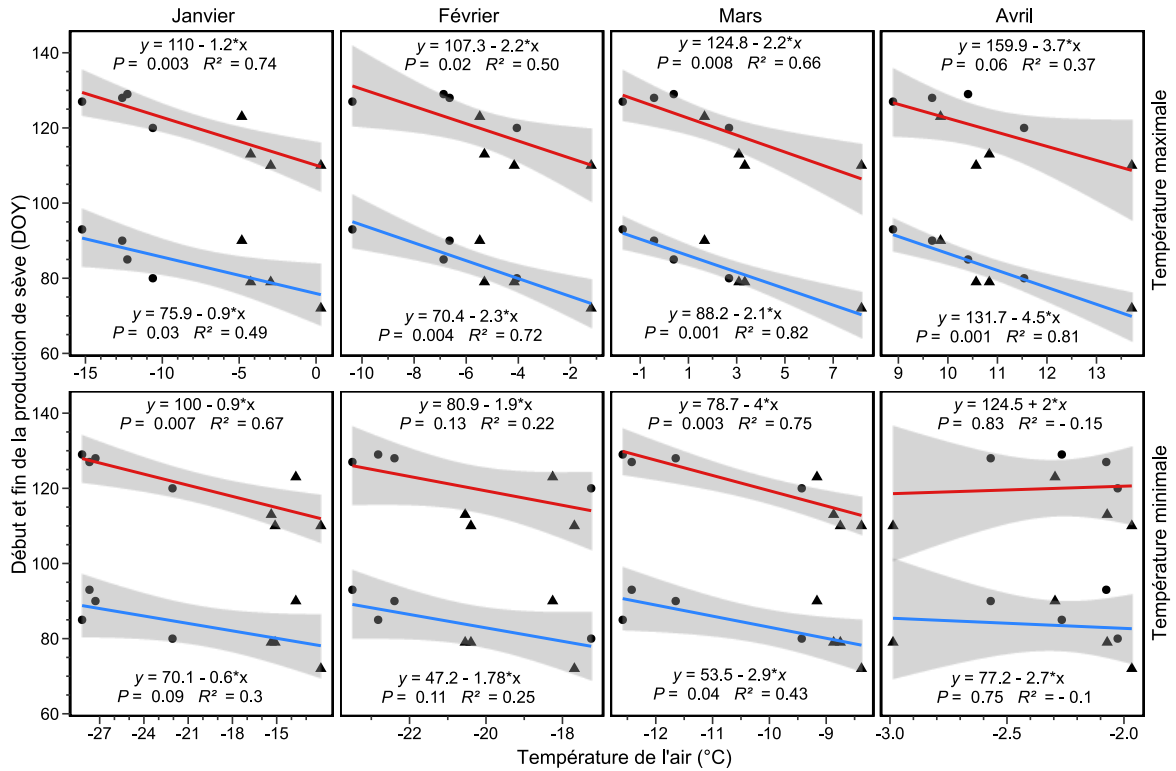 Janvier Février Mars Avril
y = 110 - 1.2*x
P = 0.003 R² = 0.74
y = 107.3 - 2.2*x
P = 0.02 R² = 0.50
y = 124.8 - 2.2*x
P = 0.008 R² = 0.66
y = 159.9 - 3.7*x
P = 0.06 R² = 0.37
140
120
100
80
60
y = 75.9 - 0.9*x
P = 0.03 R² = 0.49
y = 70.4 - 2.3*x
P = 0.004 R² = 0.72
y = 88.2 - 2.1*x
P = 0.001 R² = 0.82
y = 131.7 - 4.5*x
P = 0.001 R² = 0.81
Température maximale
-15 -10 -5 0
-10 -8 -6 -4 -2
-1 1 3 5 7
9 10 11 12 13
Début et fin de la production de sève (DOY)
y = 100 - 0.9*x
P = 0.007 R² = 0.67
y = 80.9 - 1.9*x
P = 0.13 R² = 0.22
y = 78.7 - 4*x
P = 0.003 R² = 0.75
y = 124.5 + 2*x
P = 0.83 R² = - 0.15
140
120
100
80
60
y = 70.1 - 0.6*x
P = 0.09 R² = 0.3
y = 47.2 - 1.78*x
P = 0.11 R² = 0.25
y = 53.5 - 2.9*x
P = 0.04 R² = 0.43
y = 77.2 - 2.7*x
P = 0.75 R² = - 0.1
Température minimale
-27 -24 -21 -18 -15
-22 -20 -18
-12 -11 -10 -9
-3.0 -2.8 -2.6 -2.4 -2.2 -2.0
Température de l'air (°C)